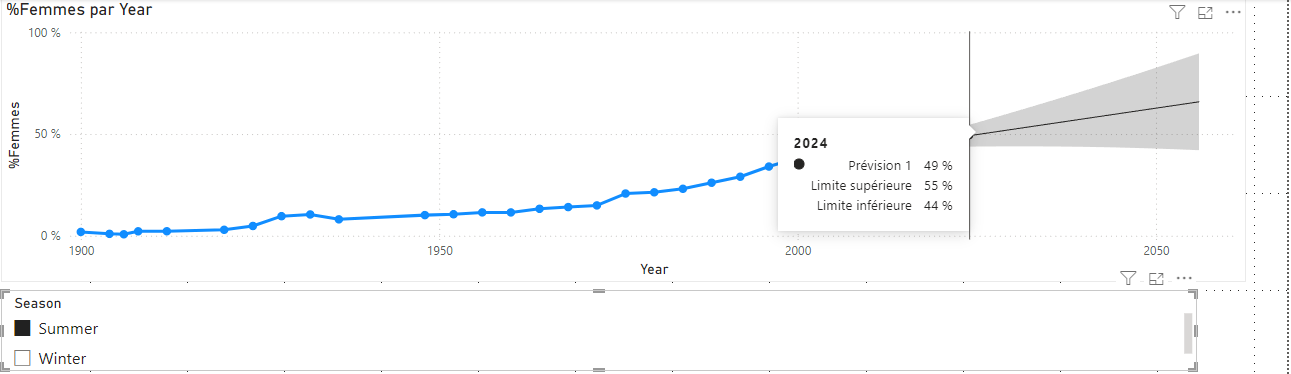 %Femmes par Year
100 %
50 %
0 %
%Femmes
1900
1950
2000
2050
Year
2024
Prévision 1 49 %
Limite supérieure 55 %
Limite inférieure 44 %
Season
Summer
Winter